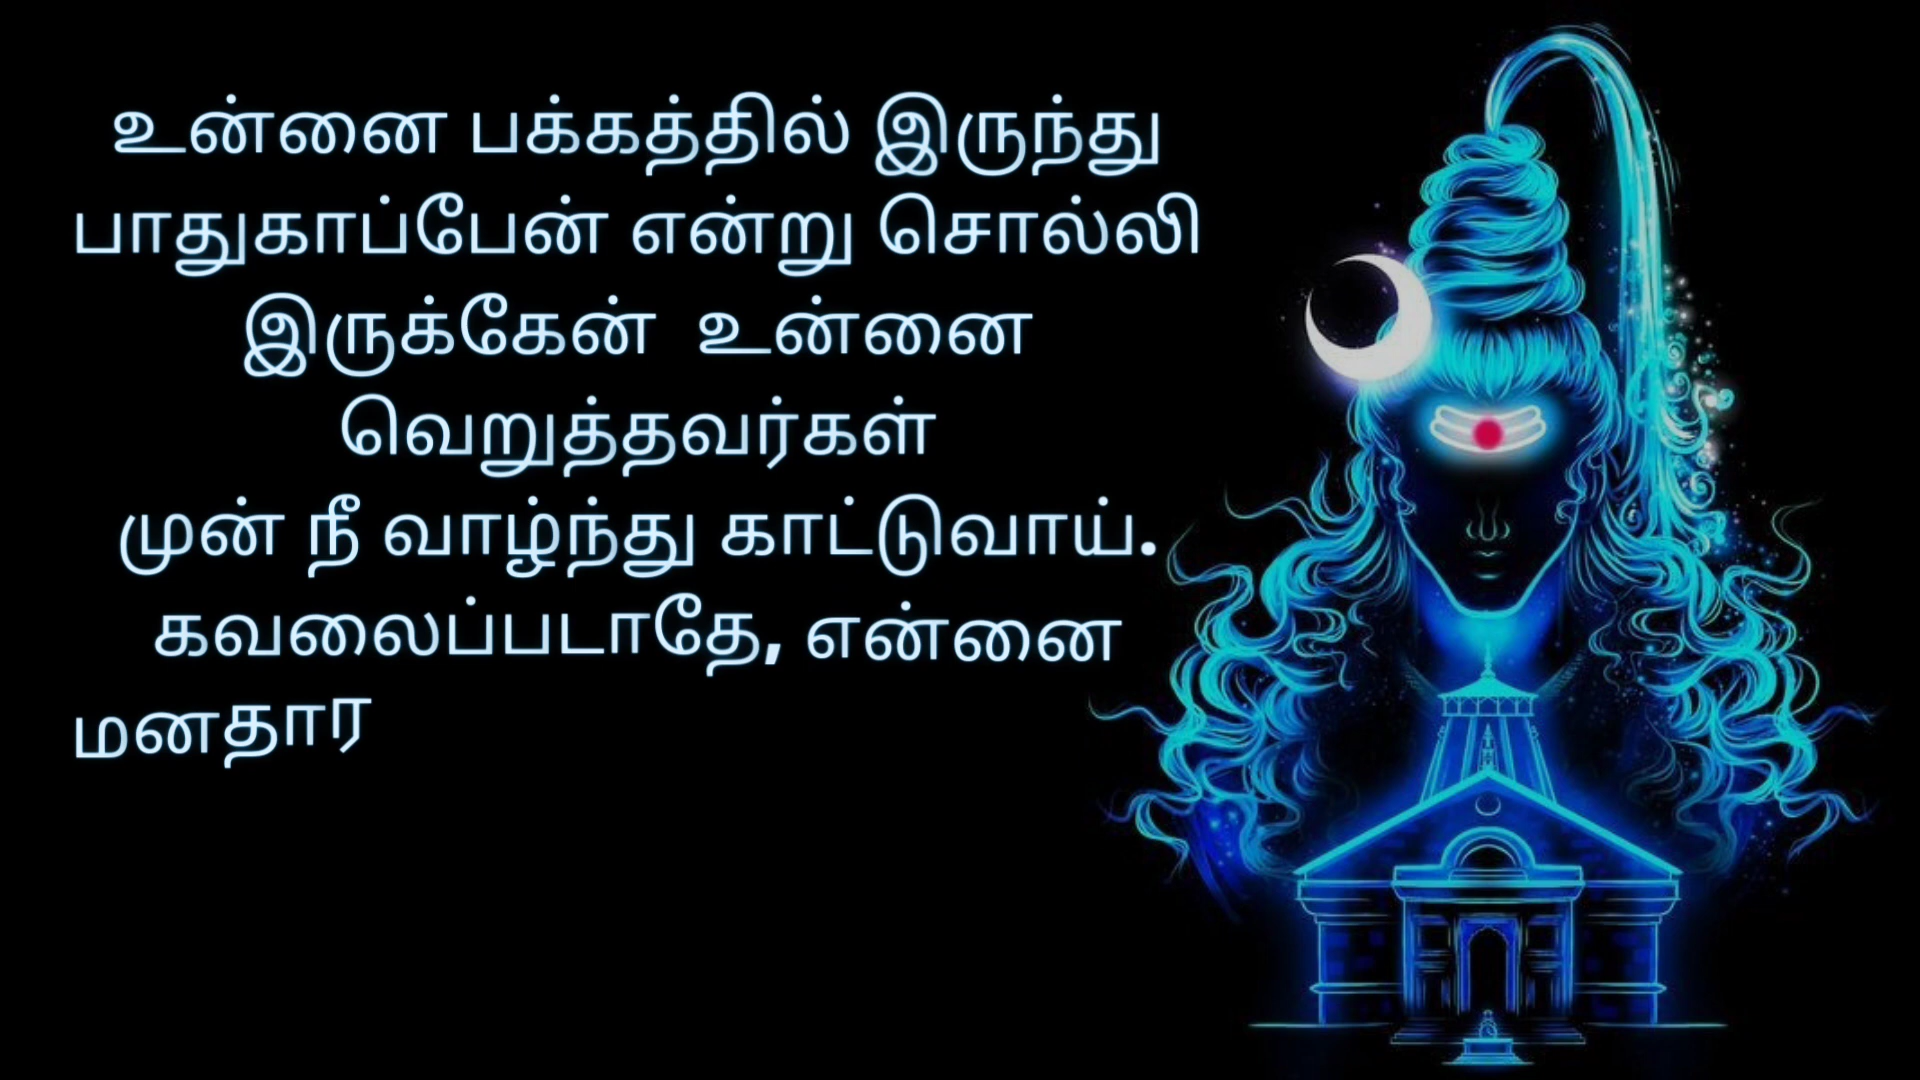 உன்னை பக்கத்தில் இருந்து
பாதுகாப்பேன் என்று சொல்லி
இருக்கேன் உன்னை
வெறுத்தவர்கள்
முன் நீ வாழ்ந்து காட்டுவாய்.
கவலைப்படாதே, என்னை
மனதார